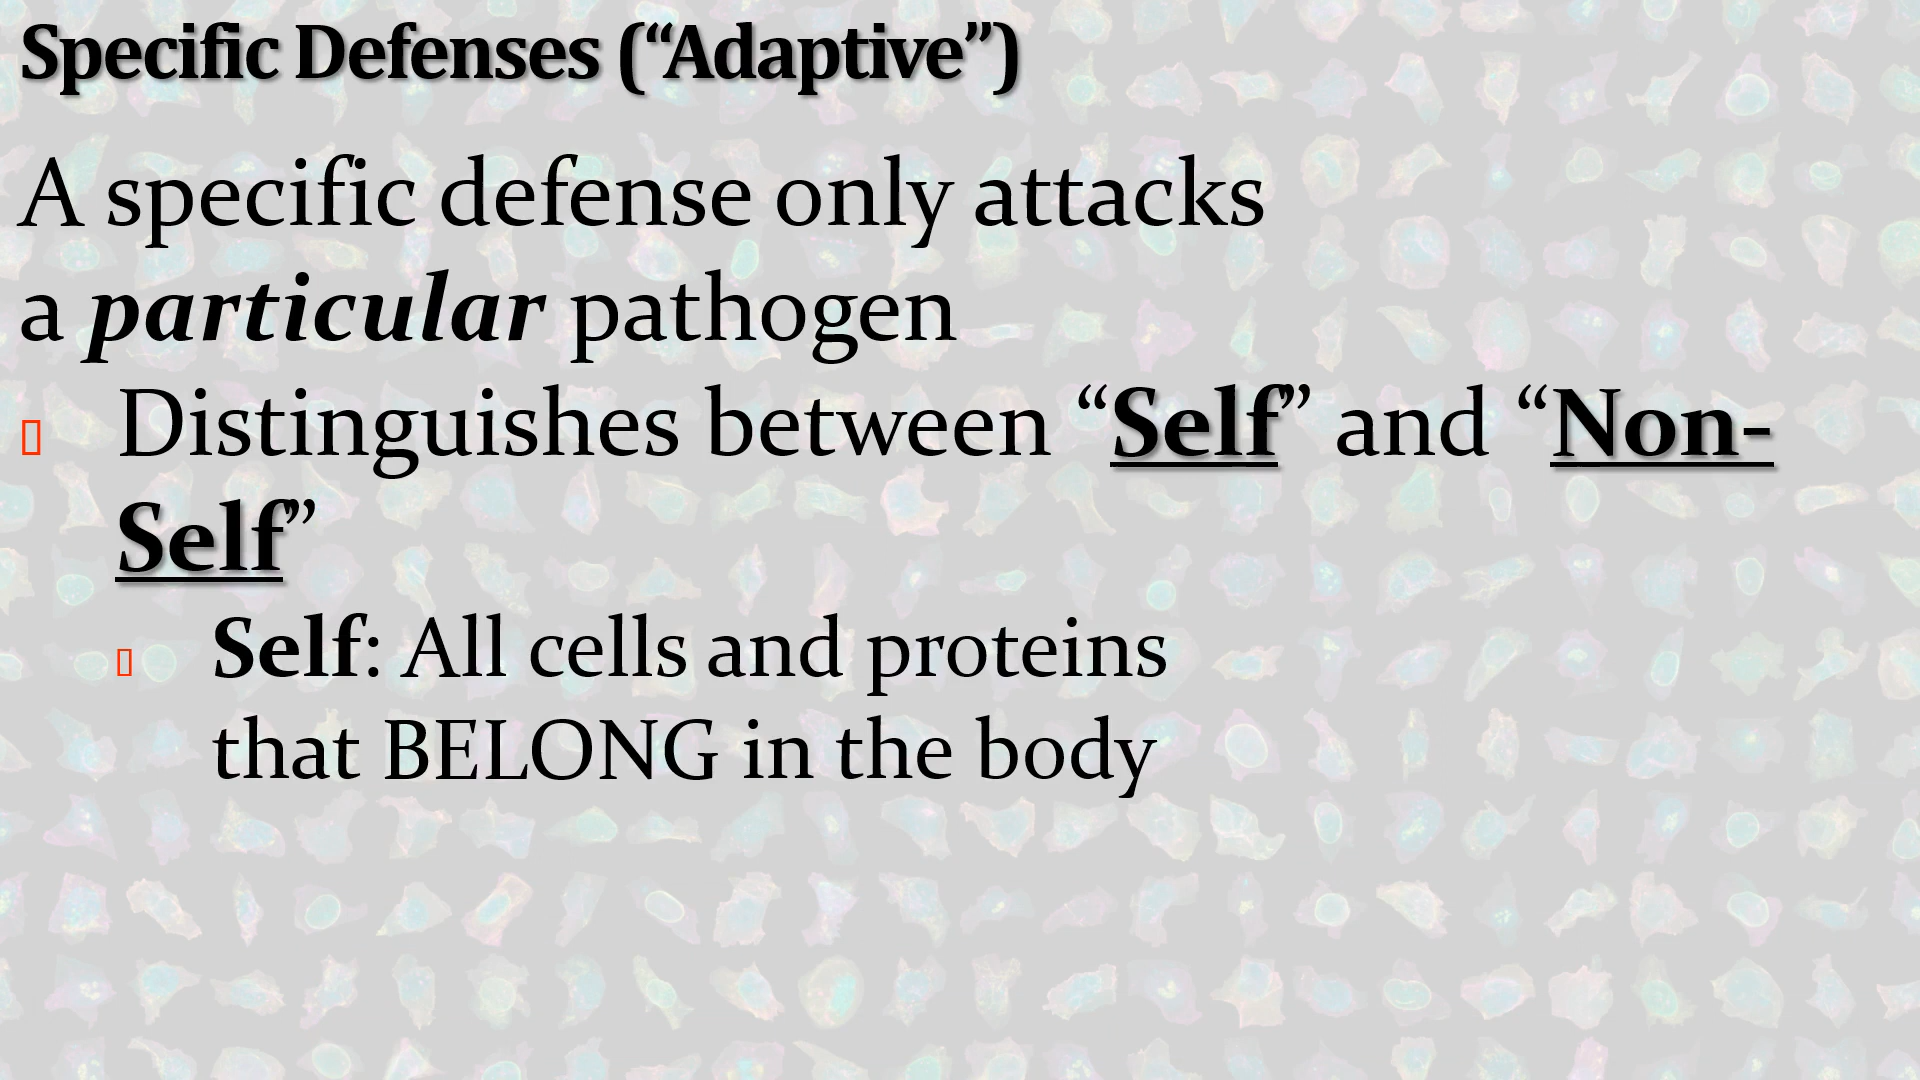 Specific Defenses (“Adaptive”)
A specific defense only attacks
a particular pathogen
Distinguishes between “Self” and “Non-
Self”
Self: All cells and proteins
that BELONG in the body